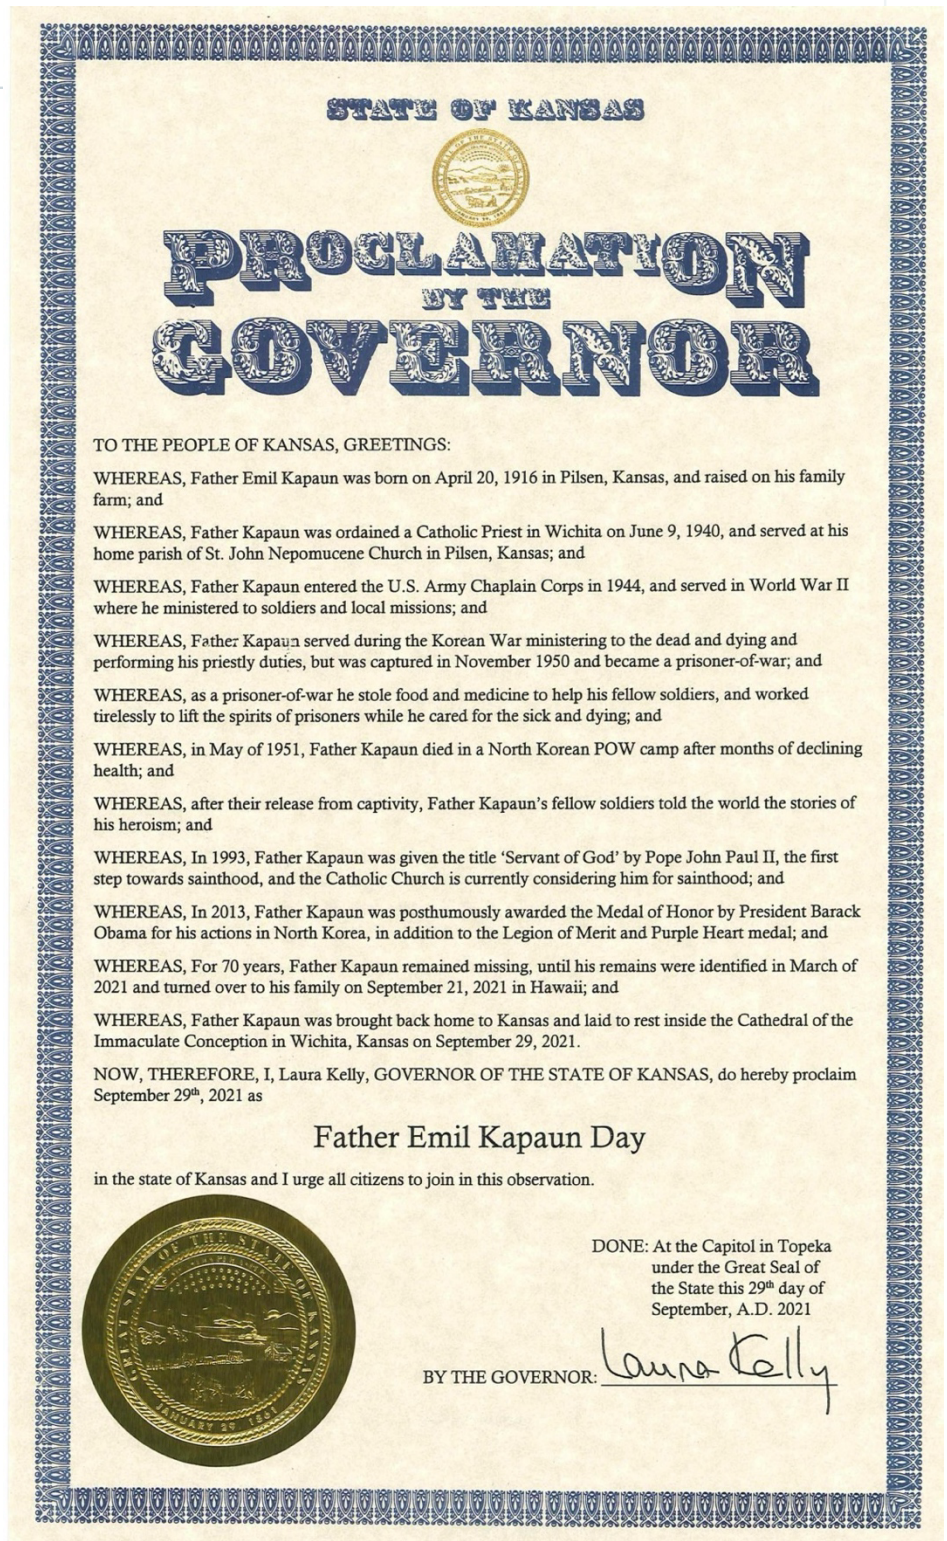 STATE OF KANSAS
PROCLAMATION
BY THE
GOVERNOR
TO THE PEOPLE OF KANSAS, GREETINGS:
WHEREAS, Father Emil Kapaun was born on April 20, 1916 in Pilsen, Kansas, and raised on his family
farm; and
WHEREAS, Father Kapaun was ordained a Catholic Priest in Wichita on June 9, 1940, and served at his
home parish of St. John Nepomucene Church in Pilsen, Kansas; and
WHEREAS, Father Kapaun entered the U.S. Army Chaplain Corps in 1944, and served in World War II
where he ministered to soldiers and local missions; and
WHEREAS, Father Kapaun served during the Korean War ministering to the dead and dying and
performing his priestly duties, but was captured in November 1950 and became a prisoner-of-war; and
WHEREAS, as a prisoner-of-war he stole food and medicine to help his fellow soldiers, and worked
tirelessly to lift the spirits of prisoners while he cared for the sick and dying; and
WHEREAS, in May of 1951, Father Kapaun died in a North Korean POW camp after months of declining
health; and
WHEREAS, after their release from captivity, Father Kapaun's fellow soldiers told the world the stories of
his heroism; and
WHEREAS, In 1993, Father Kapaun was given the title 'Servant of God' by Pope John Paul II, the first
step towards sainthood, and the Catholic Church is currently considering him for sainthood; and
WHEREAS, In 2013, Father Kapaun was posthumously awarded the Medal of Honor by President Barack
Obama for his actions in North Korea, in addition to the Legion of Merit and Purple Heart medal; and
WHEREAS, For 70 years, Father Kapaun remained missing, until his remains were identified in March of
2021 and turned over to his family on September 21, 2021 in Hawaii; and
WHEREAS, Father Kapaun was brought back home to Kansas and laid to rest inside the Cathedral of the
Immaculate Conception in Wichita, Kansas on September 29, 2021.
NOW, THEREFORE, I, Laura Kelly, GOVERNOR OF THE STATE OF KANSAS, do hereby proclaim
September 29th, 2021 as
Father Emil Kapaun Day
in the state of Kansas and I urge all citizens to join in this observation.
GREAT SEAL OF THE STATE OF KANSAS
JANUARY 29, 1861
DONE: At the Capitol in Topeka
under the Great Seal of
the State this 29th day of
September, A.D. 2021
BY THE GOVERNOR: Laura Kelly